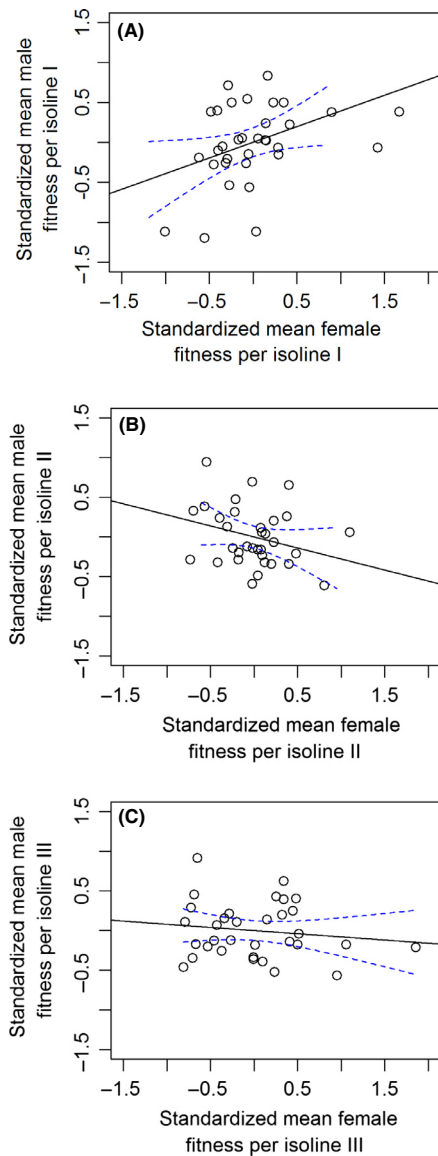 (A)
Standardized mean male
fitness per isoline I
0.5
−0.5
−1.5
−1.5 −0.5 0.5 1.5
Standardized mean female
fitness per isoline I
(B)
Standardized mean male
fitness per isoline II
1.5
0.5
−0.5
−1.5
−1.5 −0.5 0.5 1.5
Standardized mean female
fitness per isoline II
(C)
Standardized mean male
fitness per isoline III
1.5
0.5
−0.5
−1.5
−1.5 −0.5 0.5 1.5
Standardized mean female
fitness per isoline III